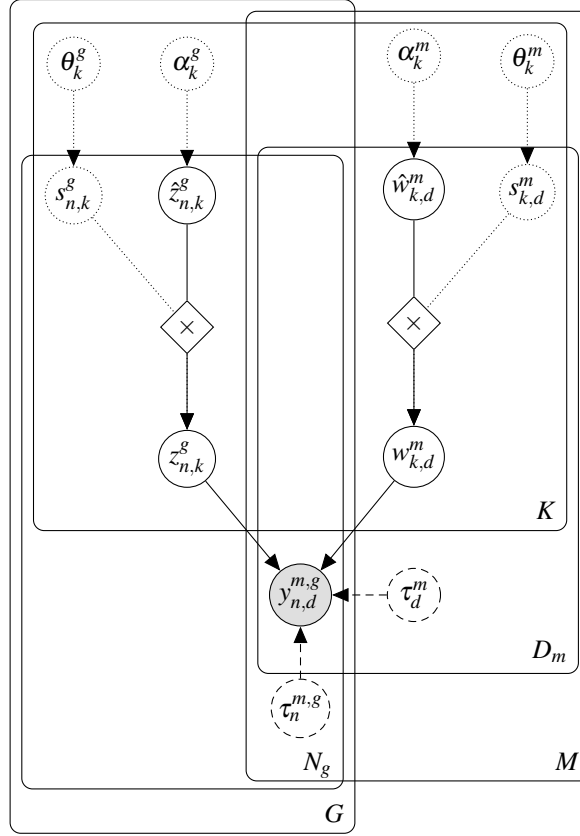 θ_k^g α_k^g α_k^m θ_k^m
s_{n,k}^g ẑ_{n,k}^g ŵ_{k,d}^m s_{k,d}^m
× ×
z_{n,k}^g w_{k,d}^m
K
y_{n,d}^{m,g} τ_d^m
D_m
τ_n^{m,g}
N_g M
G